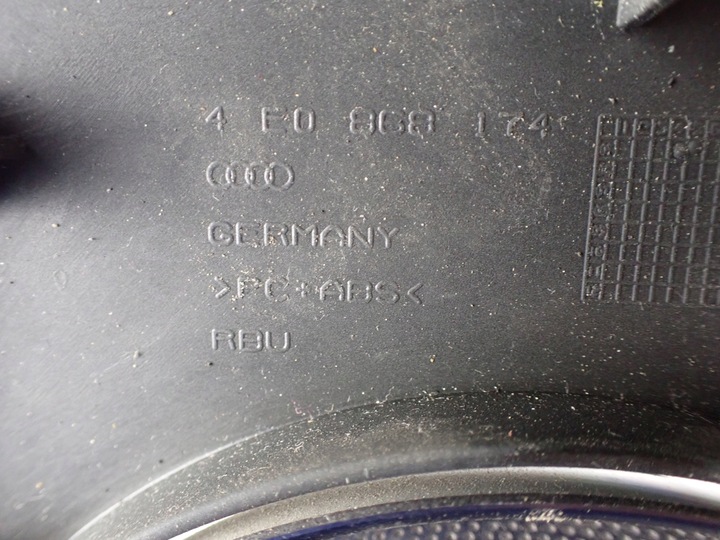 4 E0 868 174
GERMANY
>PC+ABS<
RBU